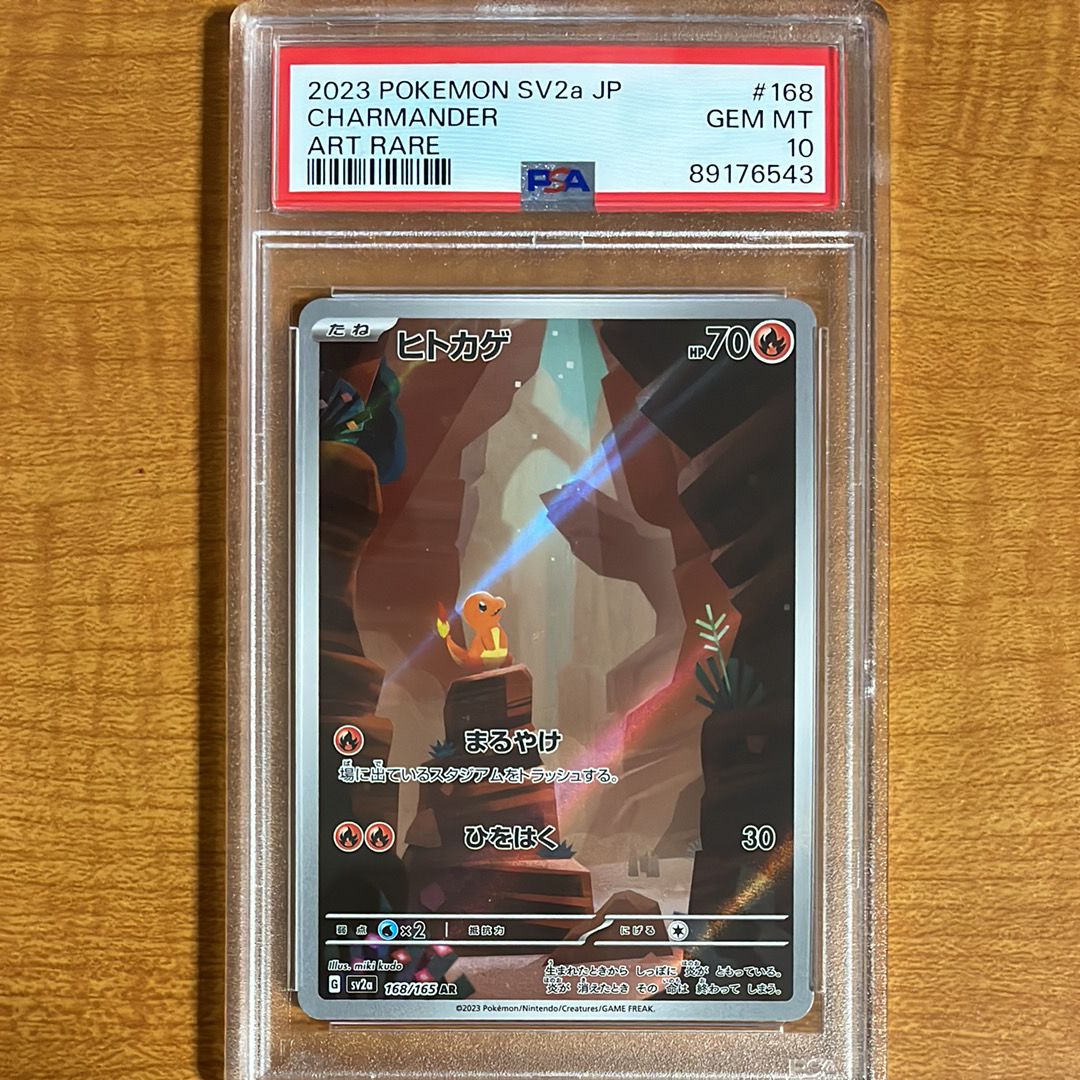 2023 POKEMON SV2a JP #168
CHARMANDER GEM MT
ART RARE 10
PSA 89176543
たね ヒトカゲ HP70
まるやけ
場に出ているスタジアムをトラッシュする。
ひをはく 30
弱点 ×2 抵抗力 にげる
Illus. miki kudo
生まれたときから しっぽに 炎が ともっている。
炎が 消えたとき その 命は 終わって しまう。
G sv2a 168/165 AR
©2023 Pokémon/Nintendo/Creatures/GAME FREAK.